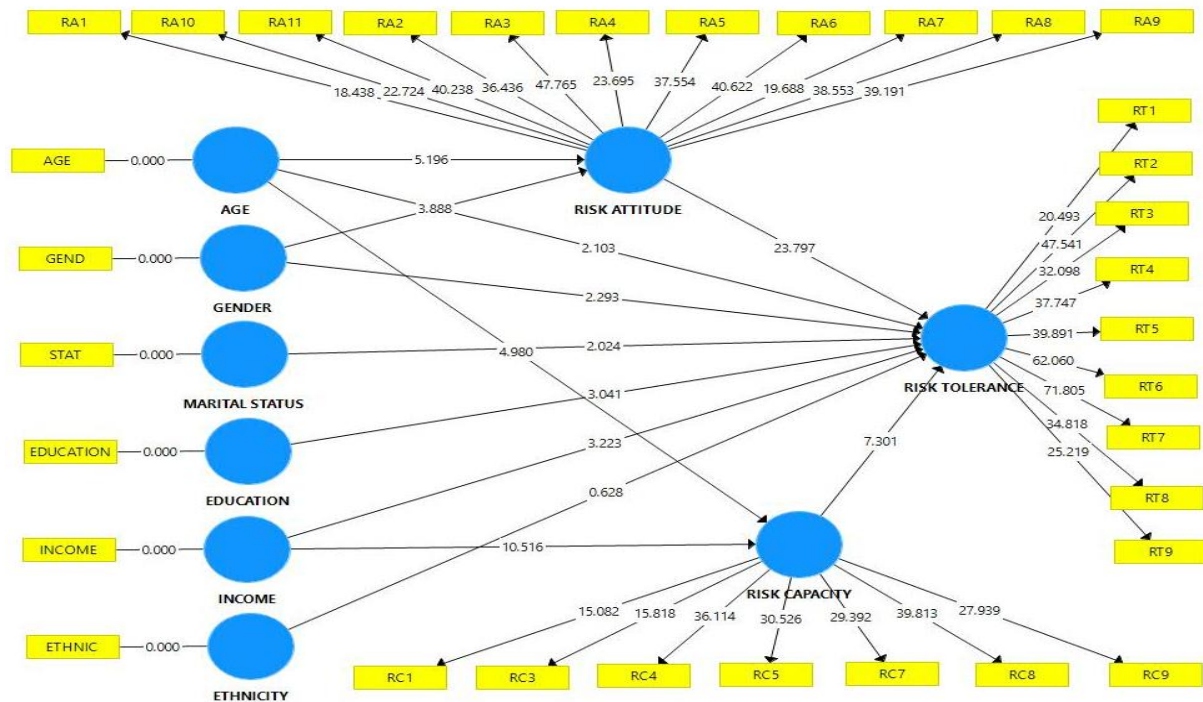 RA1 RA10 RA11 RA2 RA3 RA4 RA5 RA6 RA7 RA8 RA9
18.438 22.724 40.238 36.436 47.765 23.695 37.554 40.622 19.688 38.553 39.191
RT1
AGE 0.000 5.196
RT2
AGE RISK ATTITUDE
3.888
20.493 RT3
2.103 23.797 47.541
GEND 0.000
32.098 RT4
2.293 37.747
GENDER
39.891 RT5
STAT 0.000 4.980 2.024
62.060
RISK TOLERANCE RT6
MARITAL STATUS 3.041 71.805
34.818 RT7
EDUCATION 0.000 3.223 7.301 25.219
0.628
EDUCATION RT8
INCOME 0.000 10.516 RT9
INCOME RISK CAPACITY
15.082 15.818 36.114 30.526 29.392 39.813 27.939
ETHNIC 0.000
RC1 RC3 RC4 RC5 RC7 RC8 RC9
ETHNICITY